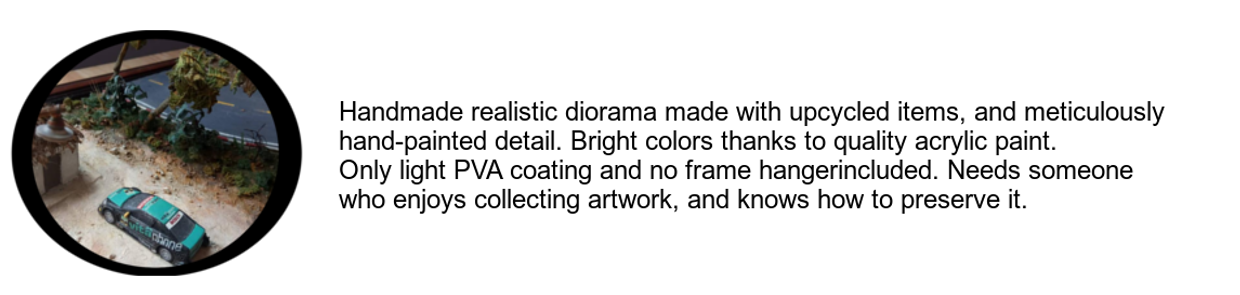 Handmade realistic diorama made with upcycled items, and meticulously
hand-painted detail. Bright colors thanks to quality acrylic paint.
Only light PVA coating and no frame hangerincluded. Needs someone
who enjoys collecting artwork, and knows how to preserve it.
phone